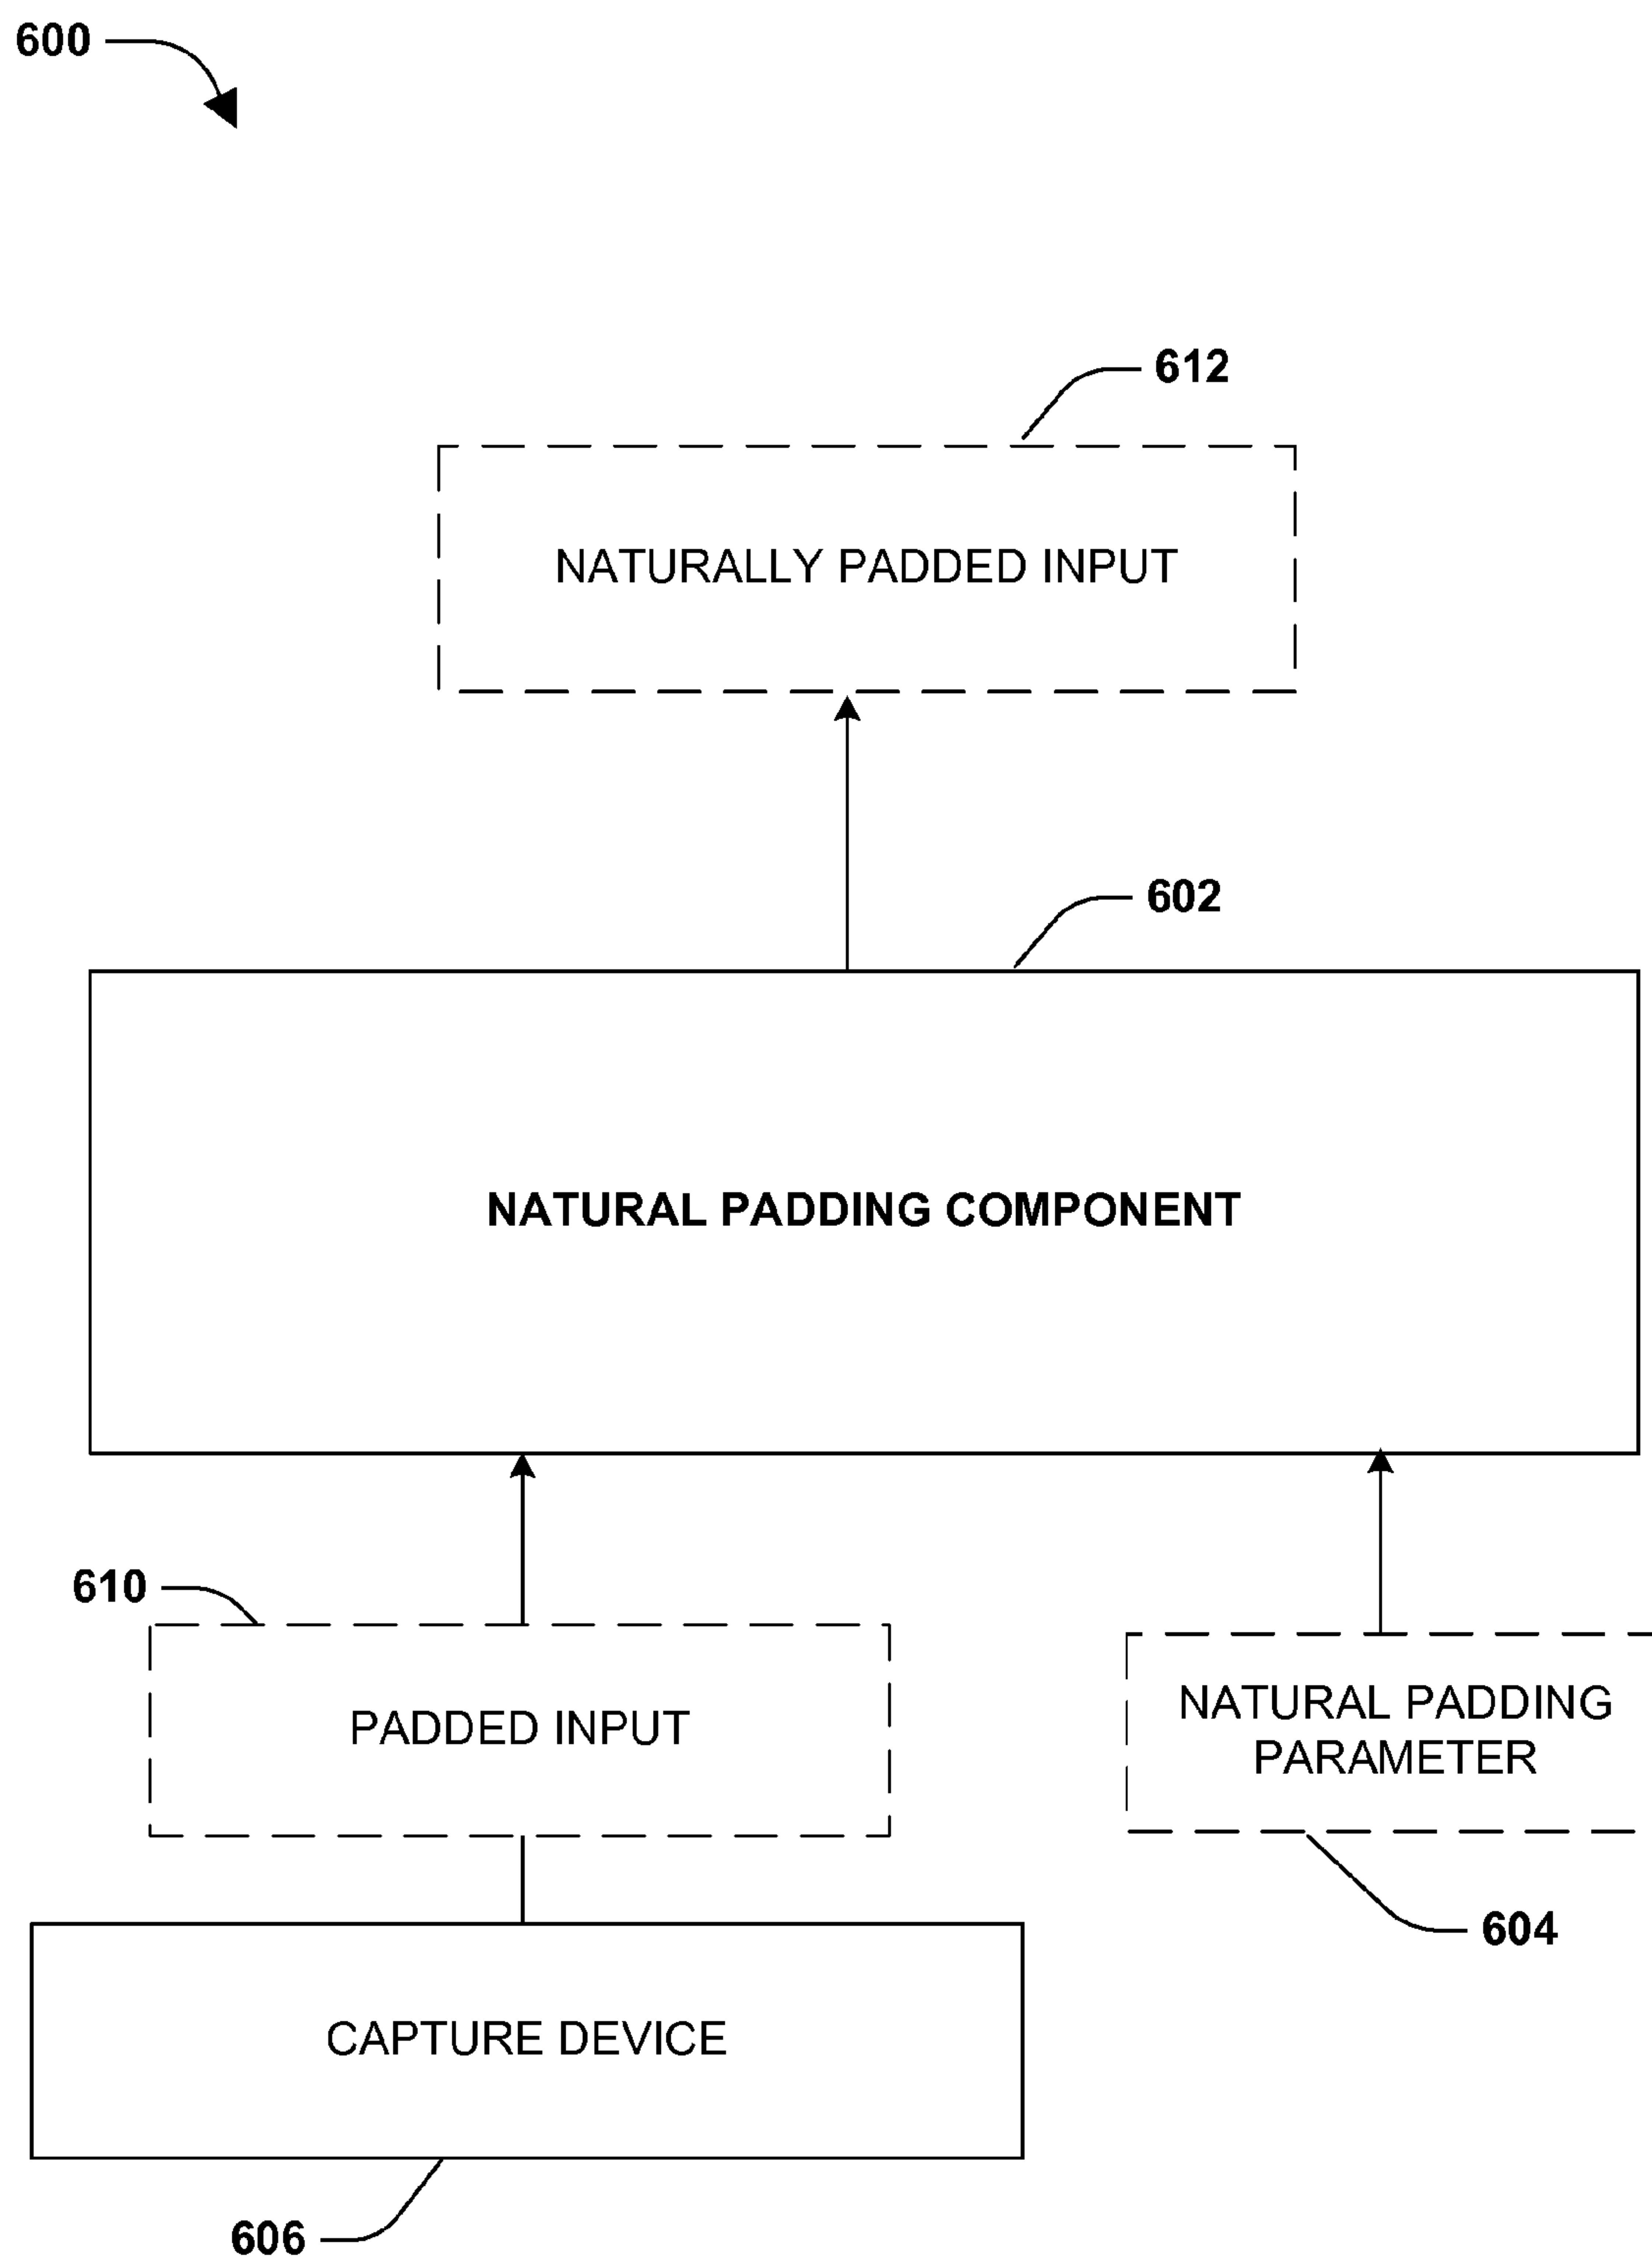 600
612
NATURALLY PADDED INPUT
602
NATURAL PADDING COMPONENT
610
PADDED INPUT
NATURAL PADDING
PARAMETER
604
CAPTURE DEVICE
606